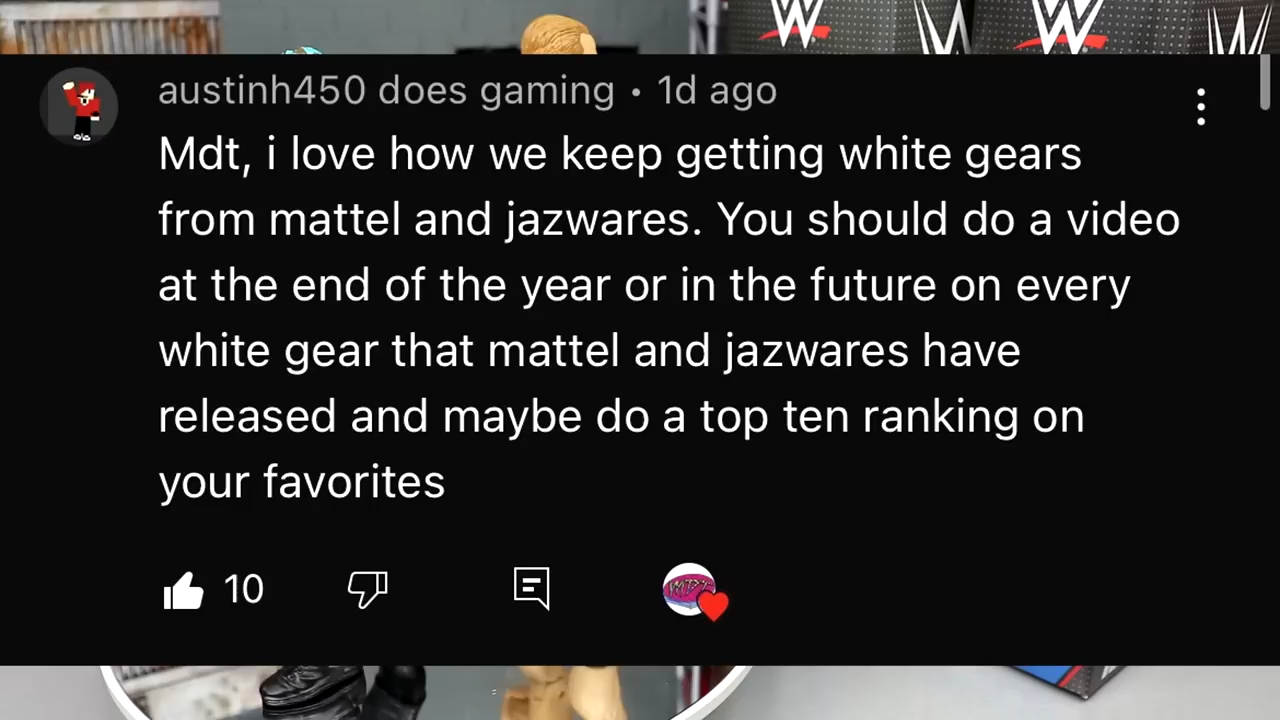 austinh450 does gaming • 1d ago
Mdt, i love how we keep getting white gears
from mattel and jazwares. You should do a video
at the end of the year or in the future on every
white gear that mattel and jazwares have
released and maybe do a top ten ranking on
your favorites
10